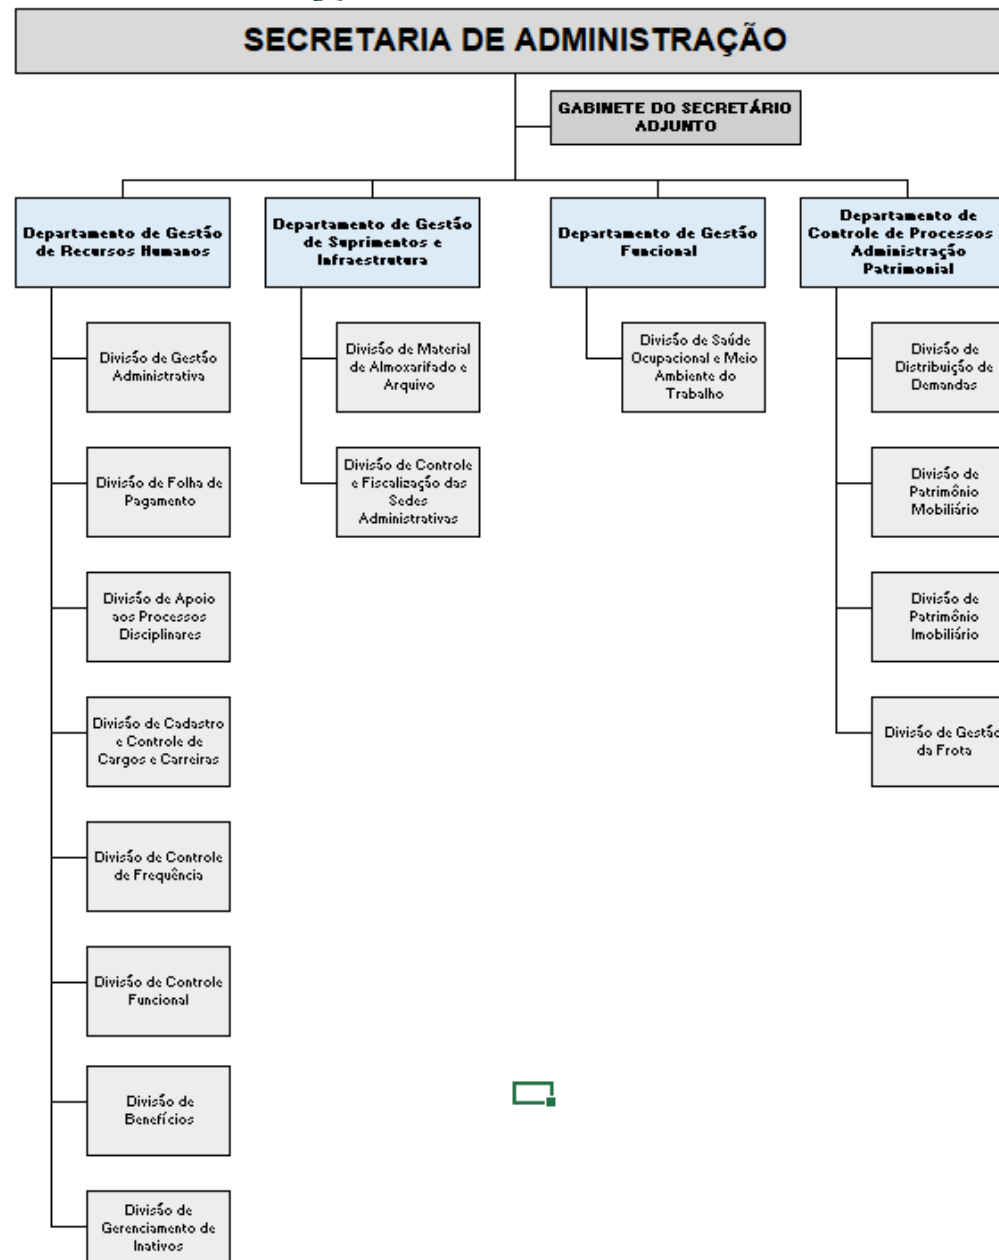 SECRETARIA DE ADMINISTRAÇÃO
GABINETE DO SECRETÁRIO
ADJUNTO
Departamento de Gestão
de Recursos Humanos
Departamento de Gestão
de Suprimentos e
Infraestrutura
Departamento de Gestão
Funcional
Departamento de
Controle de Processos
Administração
Patrimonial
Divisão de Gestão
Administrativa
Divisão de Material
de Almoxarifado e
Arquivo
Divisão de Saúde
Ocupacional e Meio
Ambiente do
Trabalho
Divisão de
Distribuição de
Demandas
Divisão de Folha de
Pagamento
Divisão de Controle
e Fiscalização das
Sedes
Administrativas
Divisão de
Patrimônio
Mobiliário
Divisão de Apoio
aos Processos
Disciplinares
Divisão de
Patrimônio
Imobiliário
Divisão de Cadastro
e Controle de
Cargos e Carreiras
Divisão de Gestão
da Frota
Divisão de Controle
de Frequência
Divisão de Controle
Funcional
Divisão de
Benefícios
Divisão de
Gerenciamento de
Inativos